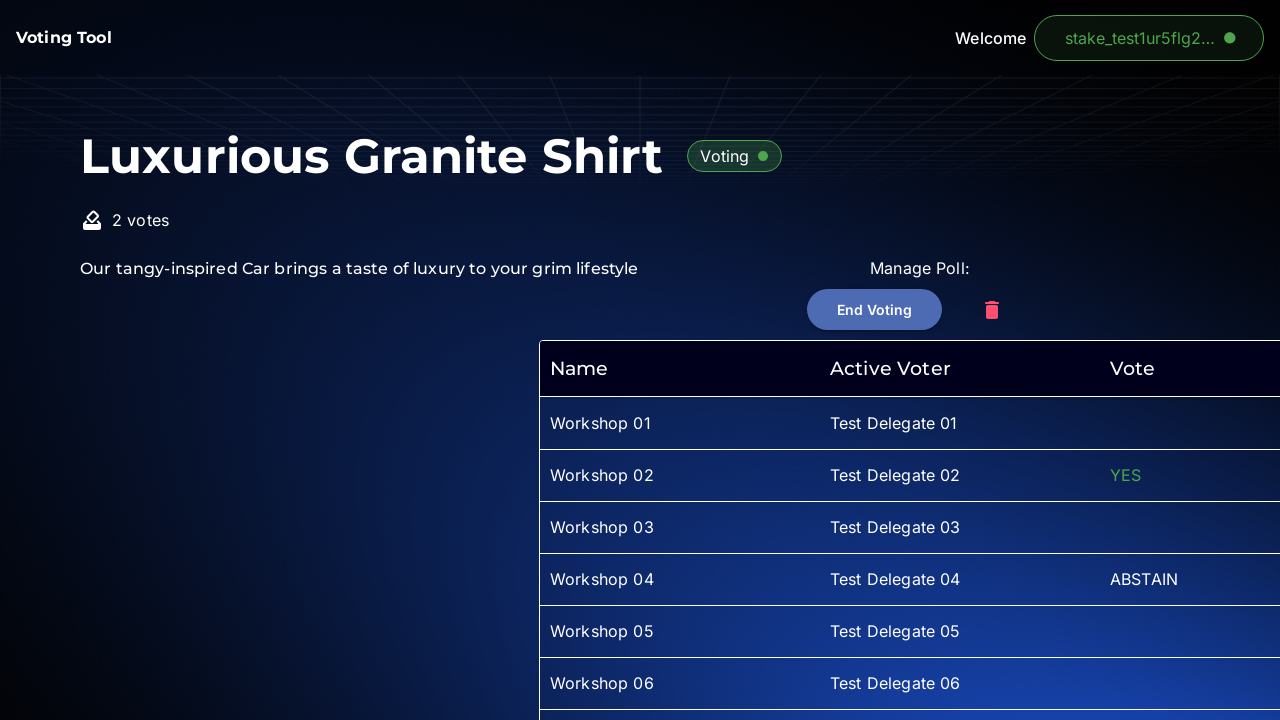 Voting Tool
Welcome
stake_test1ur5flg2...
Luxurious Granite Shirt
Voting
2 votes
Our tangy-inspired Car brings a taste of luxury to your grim lifestyle
Manage Poll:
End Voting
Name Active Voter Vote
Workshop 01 Test Delegate 01
Workshop 02 Test Delegate 02 YES
Workshop 03 Test Delegate 03
Workshop 04 Test Delegate 04 ABSTAIN
Workshop 05 Test Delegate 05
Workshop 06 Test Delegate 06